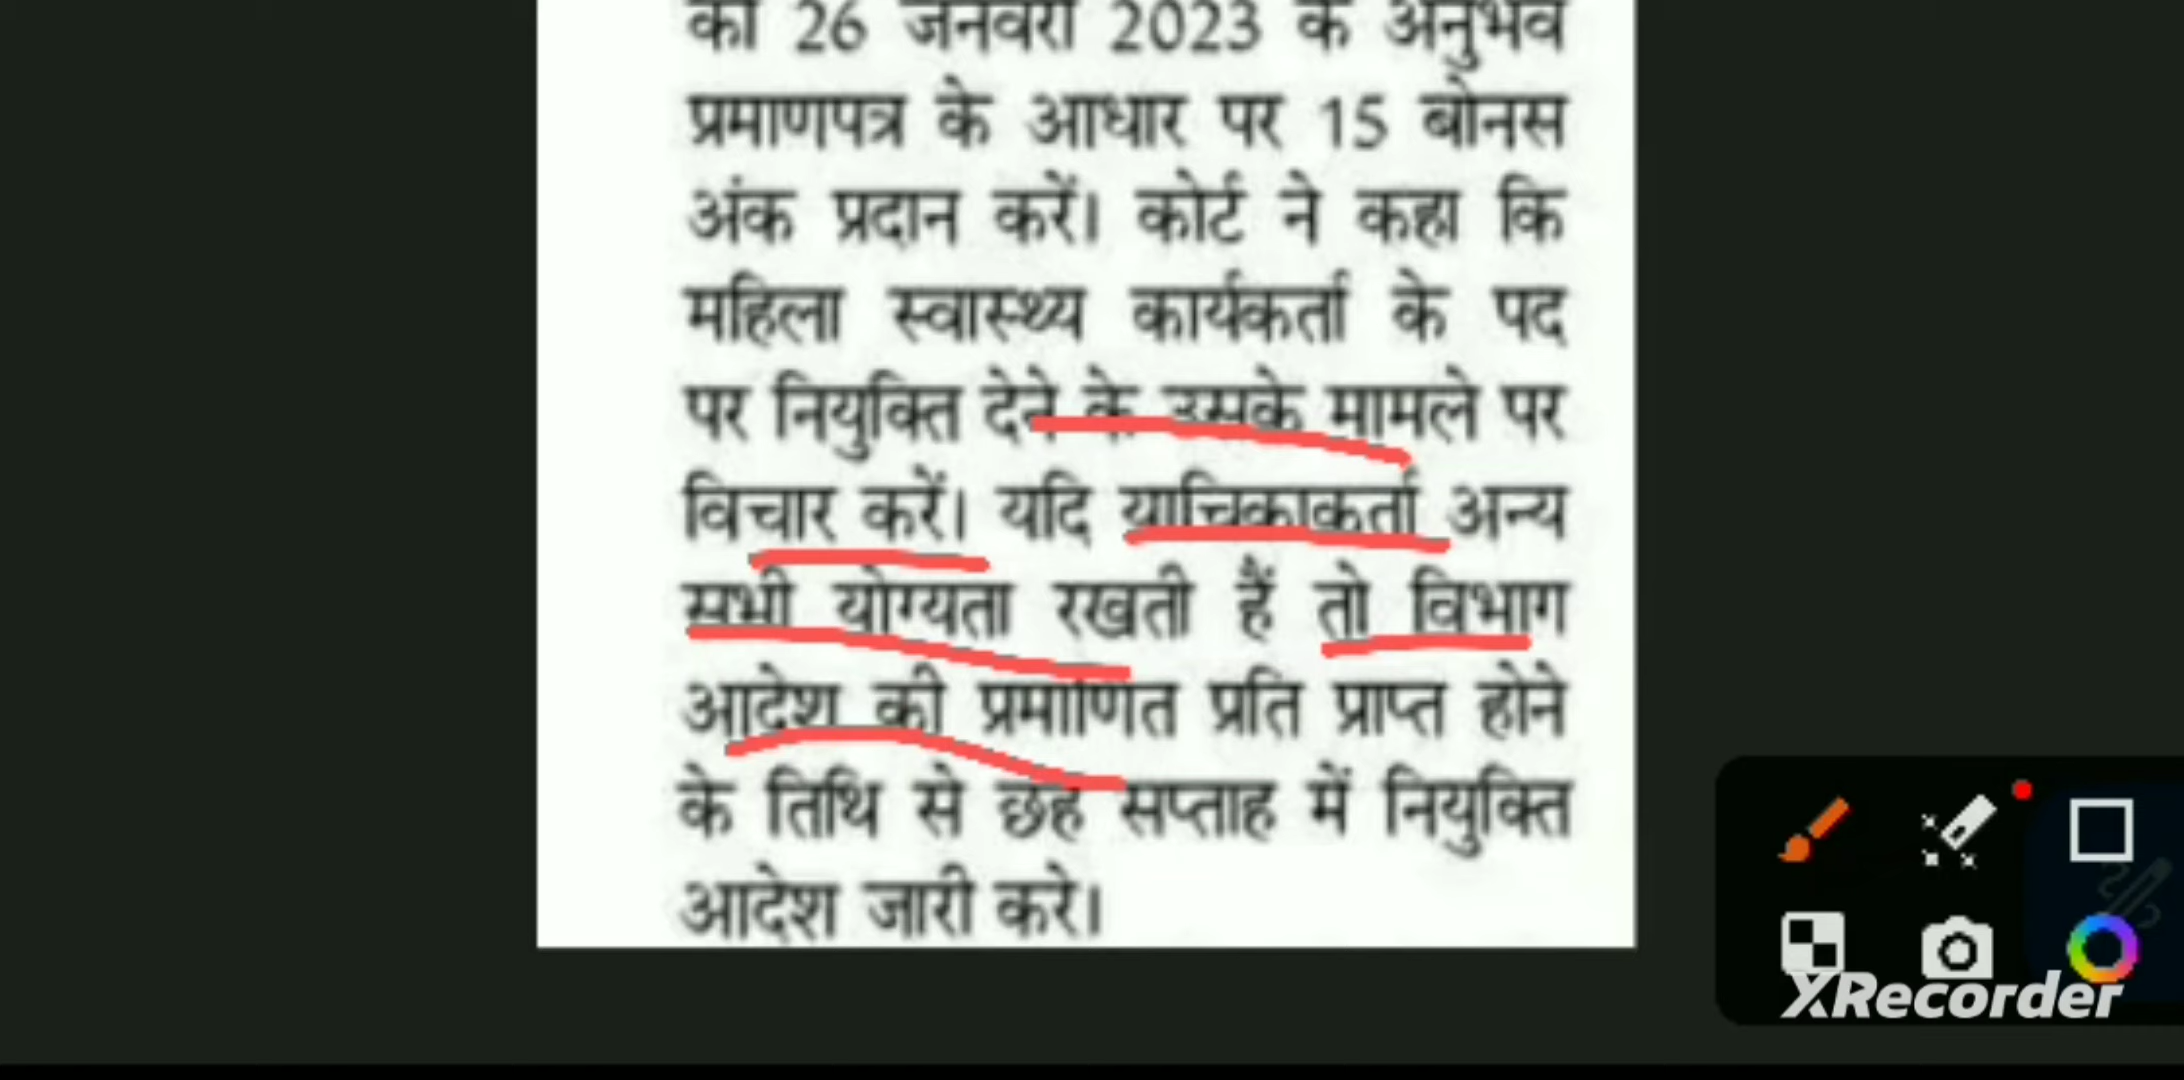 को 26 जनवरी 2023 के अनुभव
प्रमाणपत्र के आधार पर 15 बोनस
अंक प्रदान करें। कोर्ट ने कहा कि
महिला स्वास्थ्य कार्यकर्ता के पद
पर नियुक्ति देने के उसके मामले पर
विचार करें। यदि याचिकाकर्ता अन्य
सभी योग्यता रखती हैं तो विभाग
आदेश की प्रमाणित प्रति प्राप्त होने
के तिथि से छह सप्ताह में नियुक्ति
आदेश जारी करे।
XRecorder